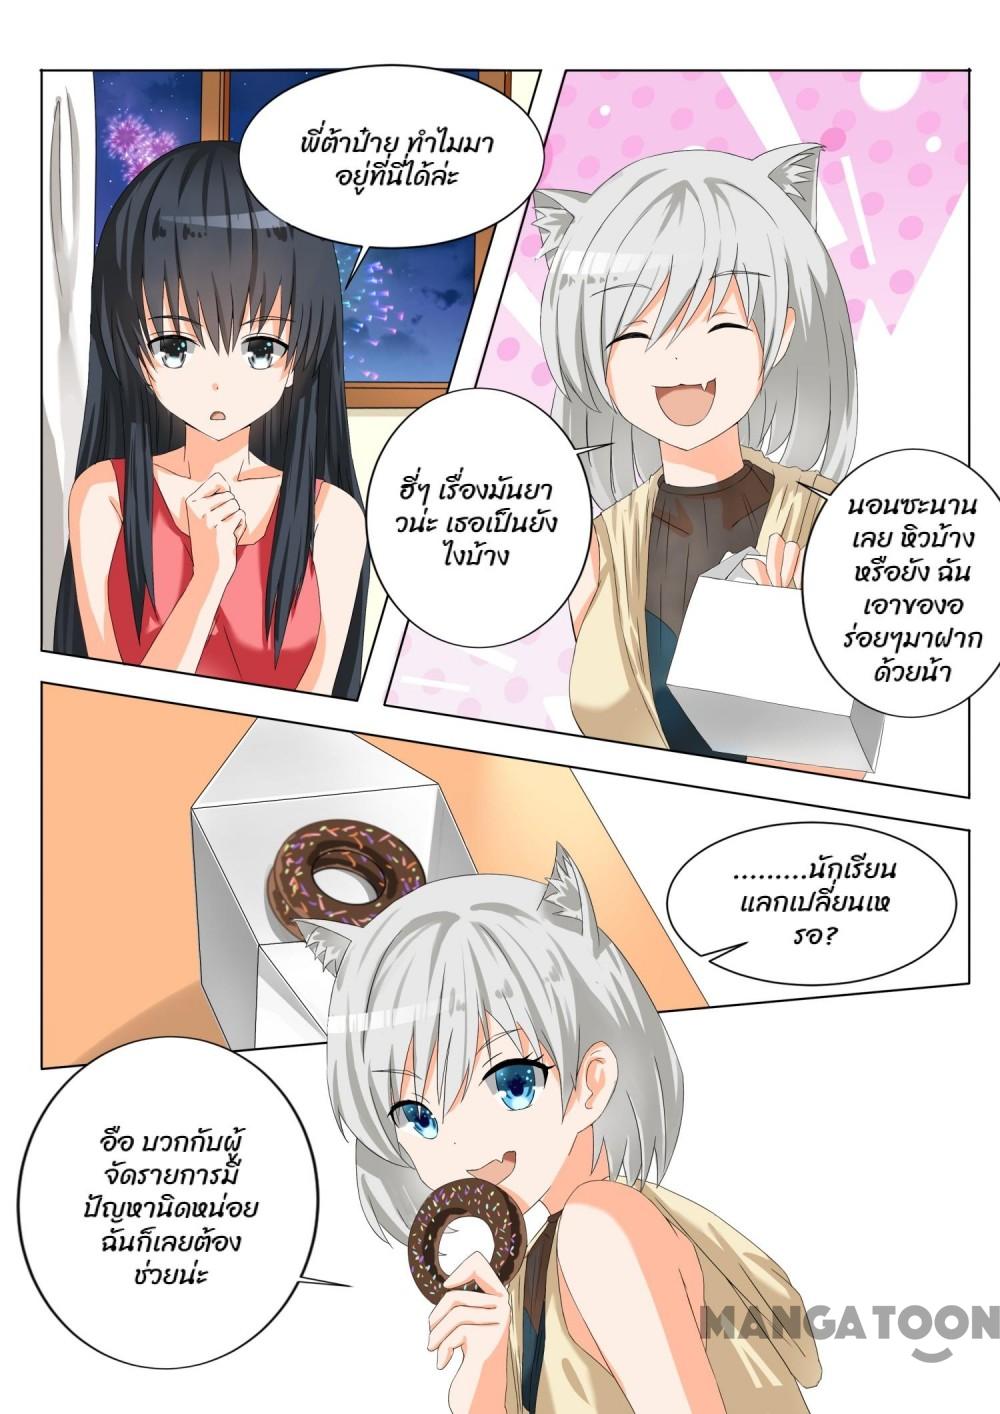 พี่ต้าป๋าย ทำไมมา
อยู่ที่นี่ได้ล่ะ
ฮี่ๆ เรื่องมันยา
วน่ะ เธอเป็นยัง
ไงบ้าง
นอนซะนาน
เลย หิวบ้าง
หรือยัง ฉัน
เอาของอ
ร่อยๆมาฝาก
ด้วยน้า
.........นักเรียน
แลกเปลี่ยนเห
รอ?
อือ บวกกับผู้
จัดรายการมี
ปัญหานิดหน่อย
ฉันก็เลยต้อง
ช่วยน่ะ
MANGATOON